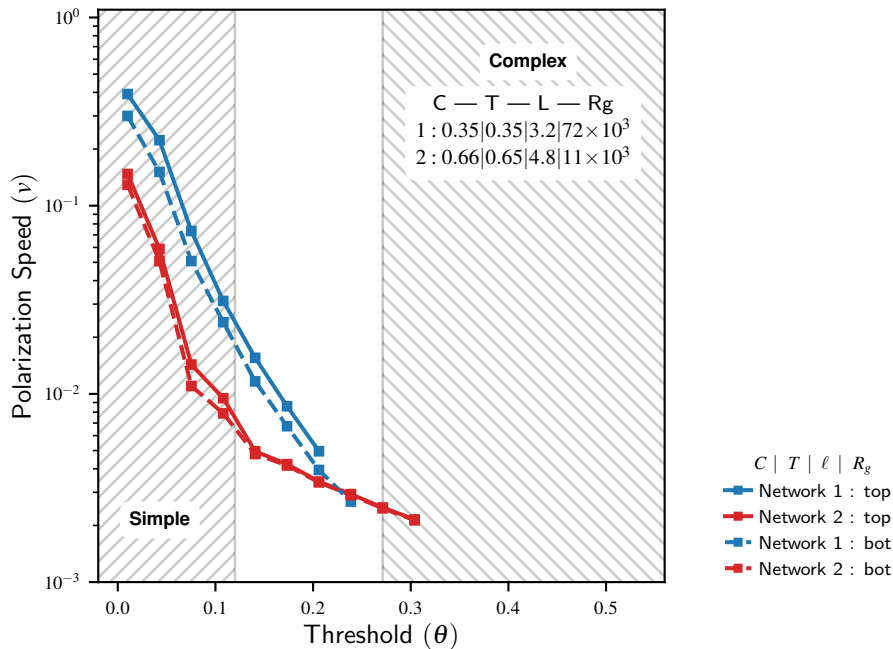 10⁰
10⁻¹
10⁻²
10⁻³
Polarization Speed (v)
Complex
C — T — L — Rg
1 : 0.35|0.35|3.2|72×10³
2 : 0.66|0.65|4.8|11×10³
Simple
0.0 0.1 0.2 0.3 0.4 0.5
Threshold (θ)
C | T | ℓ | R_g
Network 1 : top
Network 2 : top
Network 1 : bot
Network 2 : bot